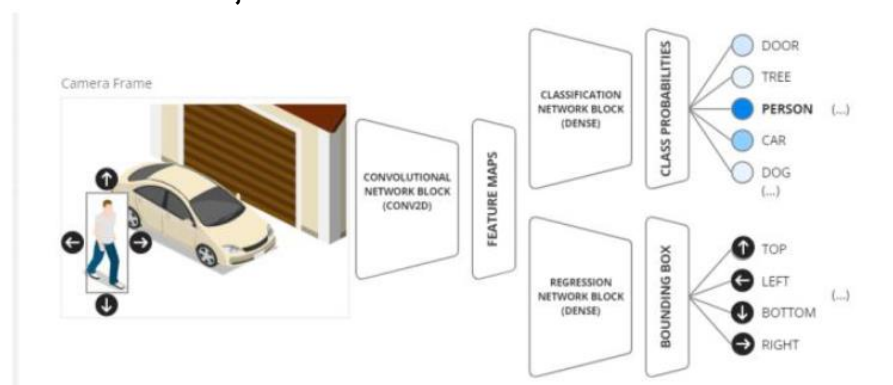 Camera Frame
CONVOLUTIONAL
NETWORK BLOCK
(CONV2D)
FEATURE MAPS
CLASSIFICATION
NETWORK BLOCK
(DENSE)
CLASS PROBABILITIES
DOOR
TREE
PERSON (...)
CAR
DOG
(...)
REGRESSION
NETWORK BLOCK
(DENSE)
BOUNDING BOX
TOP
LEFT
(...)
BOTTOM
RIGHT